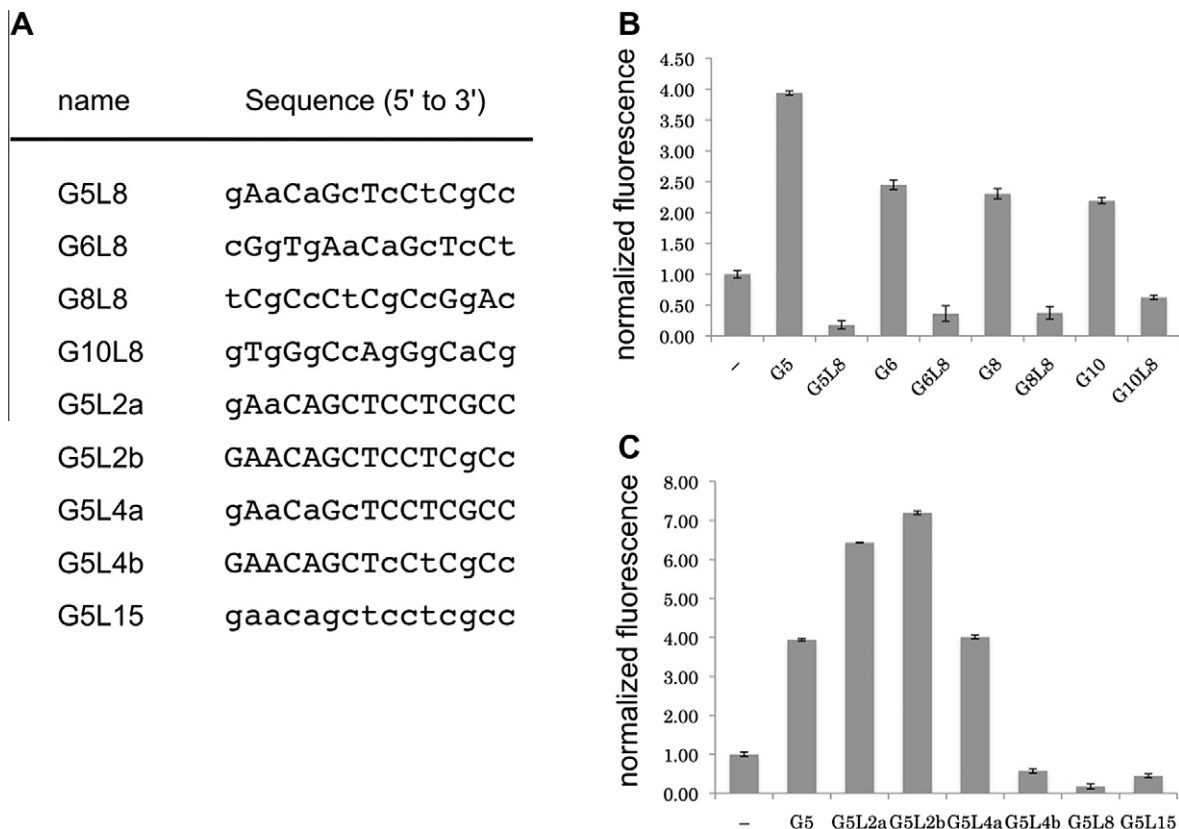 A
name Sequence (5' to 3')
G5L8 gAaCaGcTcCtCgCc
G6L8 cGgTgAaCaGcTcCt
G8L8 tCgCcCtCgCcGgAc
G10L8 gTgGgCcAgGgCaCg
G5L2a gAaCAGCTCCTCGCC
G5L2b GAACAGCTCCTCgCc
G5L4a gAaCaGcTCCTCGCC
G5L4b GAACAGCTcCtCgCc
G5L15 gaacagctcctcgcc
B
normalized fluorescence
4.50
4.00
3.50
3.00
2.50
2.00
1.50
1.00
0.50
0.00
– G5 G5L8 G6 G6L8 G8 G8L8 G10 G10L8
C
normalized fluorescence
8.00
7.00
6.00
5.00
4.00
3.00
2.00
1.00
0.00
– G5 G5L2a G5L2b G5L4a G5L4b G5L8 G5L15